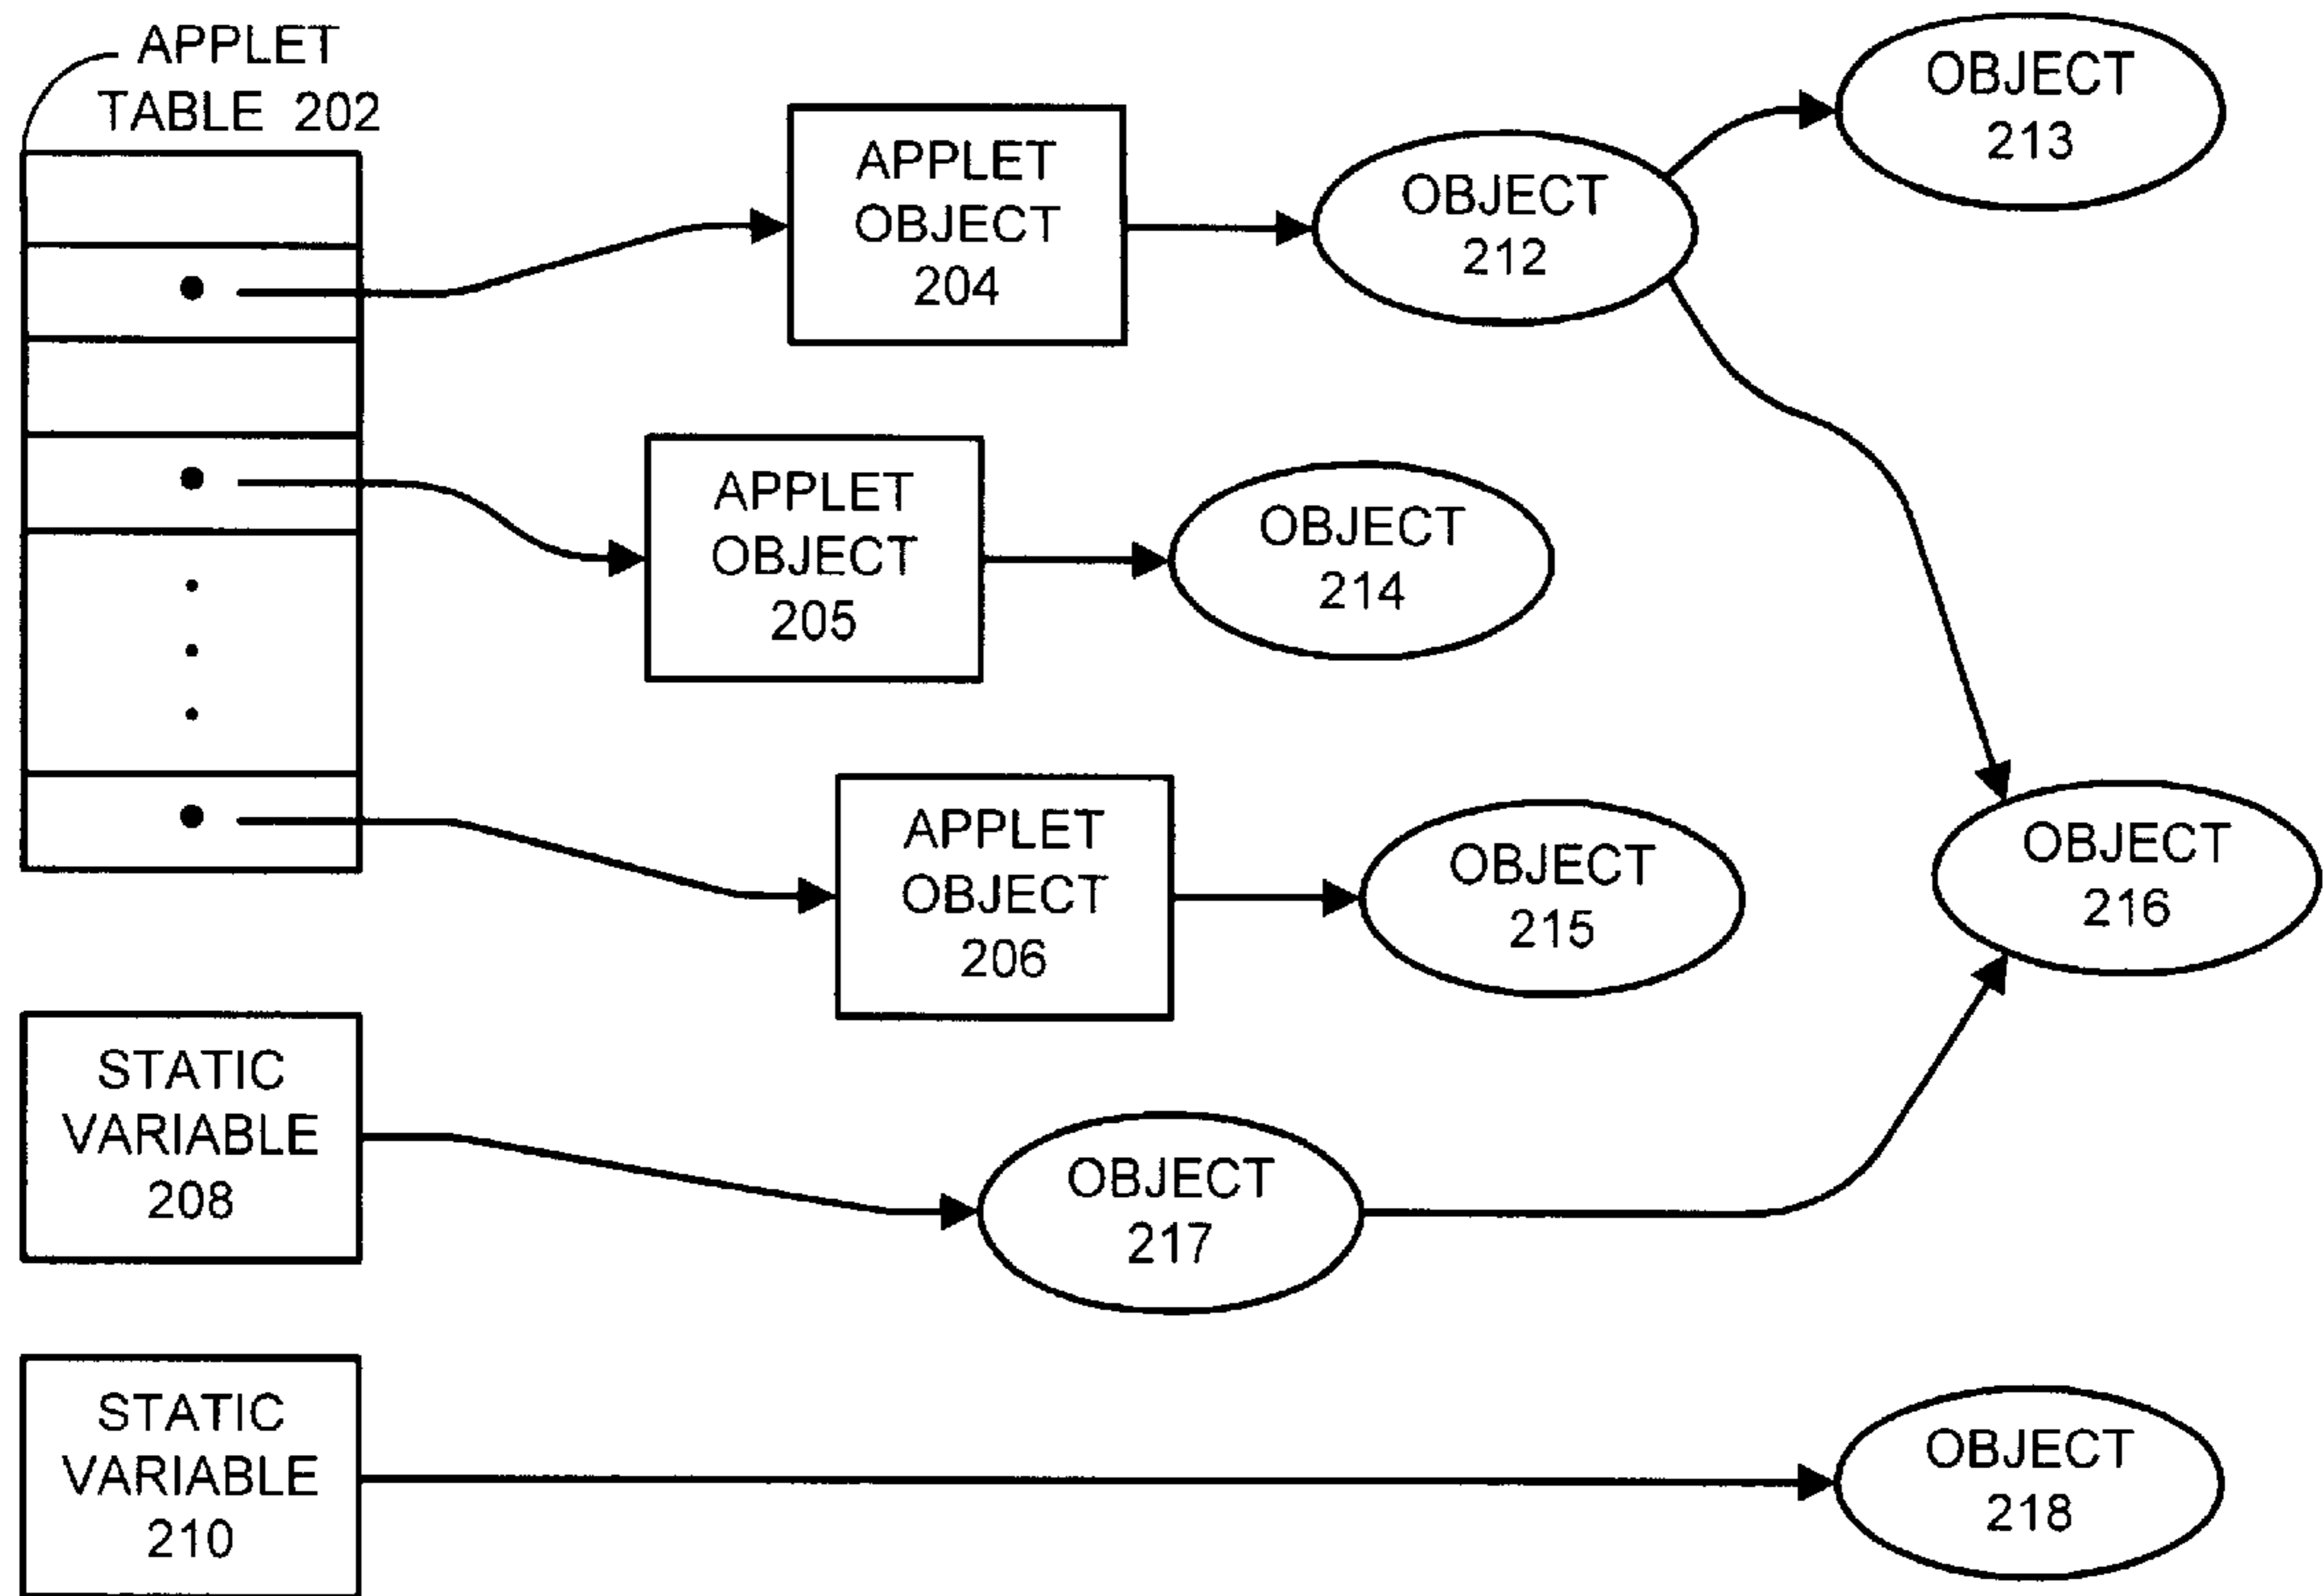 APPLET
TABLE 202
APPLET
OBJECT
204
OBJECT
212
OBJECT
213
APPLET
OBJECT
205
OBJECT
214
APPLET
OBJECT
206
OBJECT
215
OBJECT
216
STATIC
VARIABLE
208
OBJECT
217
STATIC
VARIABLE
210
OBJECT
218